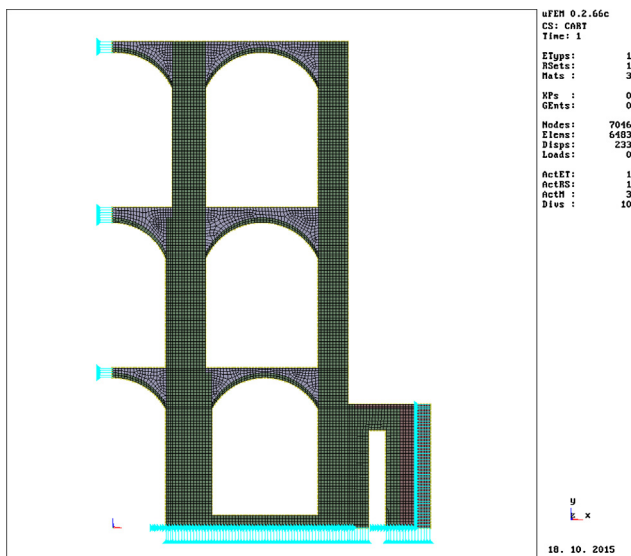 uFEM 0.2.66c
CS: CART
Time: 1
ETyps: 1
RSets: 1
Mats : 3
KPs : 0
GEnts: 0
Nodes: 7046
Elems: 6483
Disps: 233
Loads: 0
ActET: 1
ActRS: 1
ActM : 3
Divs : 10
y
z x
18. 10. 2015